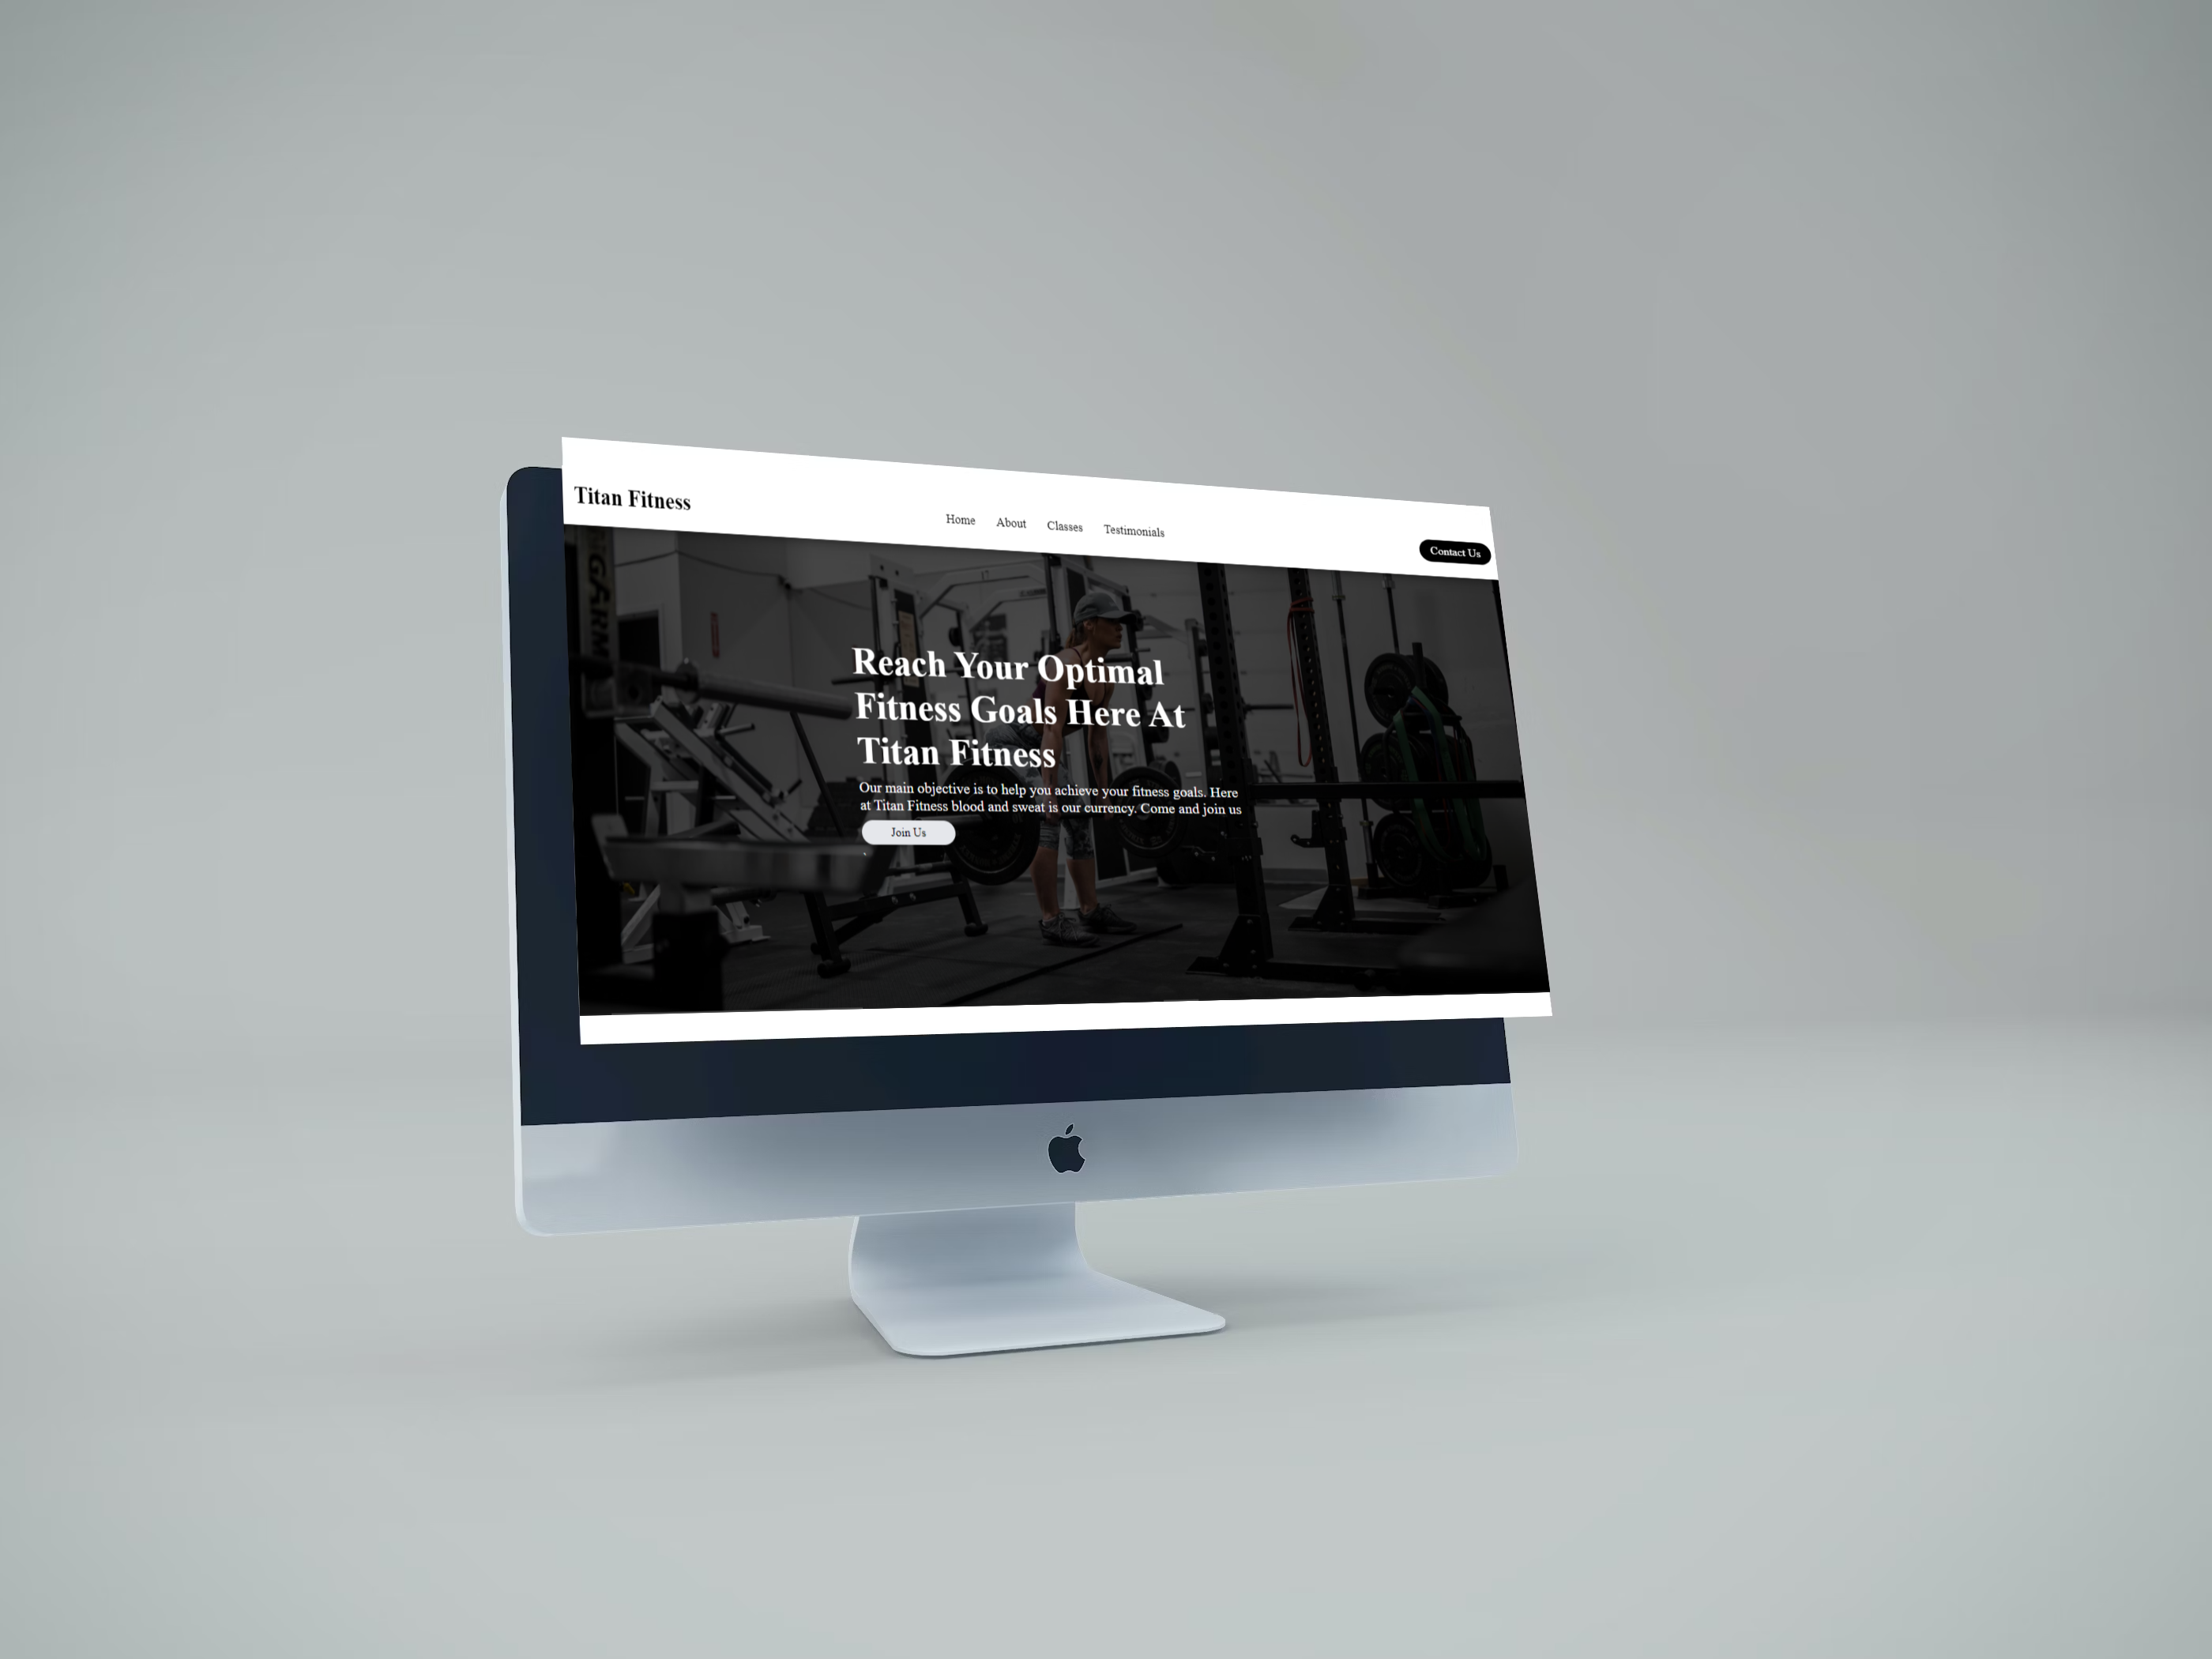 Titan Fitness
Home About Classes Testimonials
Contact Us
Reach Your Optimal
Fitness Goals Here At
Titan Fitness
Our main objective is to help you achieve your fitness goals. Here
at Titan Fitness blood and sweat is our currency. Come and join us
Join Us